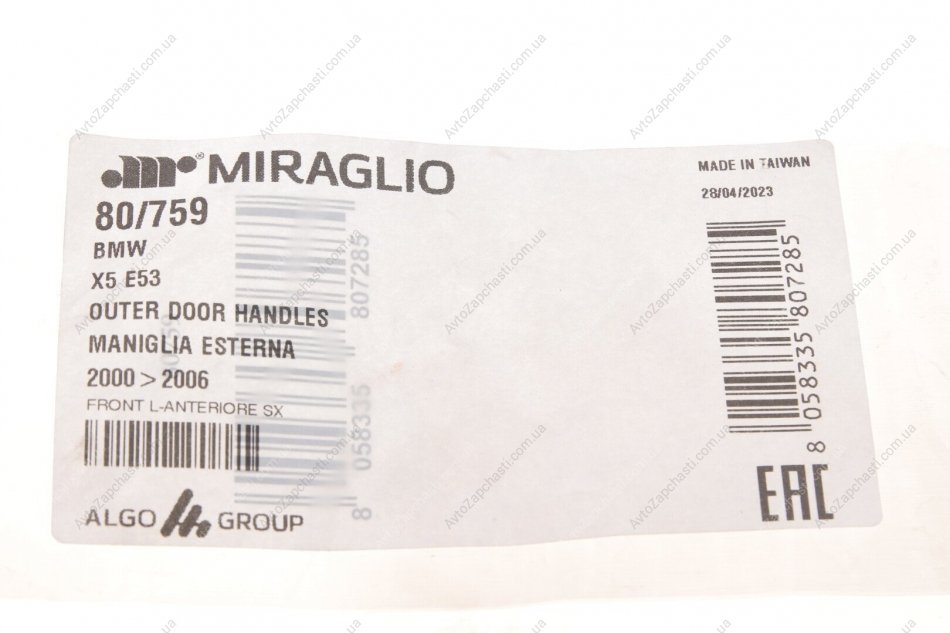 MIRAGLIO
80/759
BMW
X5 E53
OUTER DOOR HANDLES
MANIGLIA ESTERNA
2000 > 2006
FRONT L-ANTERIORE SX
ALGO GROUP
8 058335 807285
MADE IN TAIWAN
28/04/2023
8 058335 807285
EAC
AvtoZapchasti.com.ua